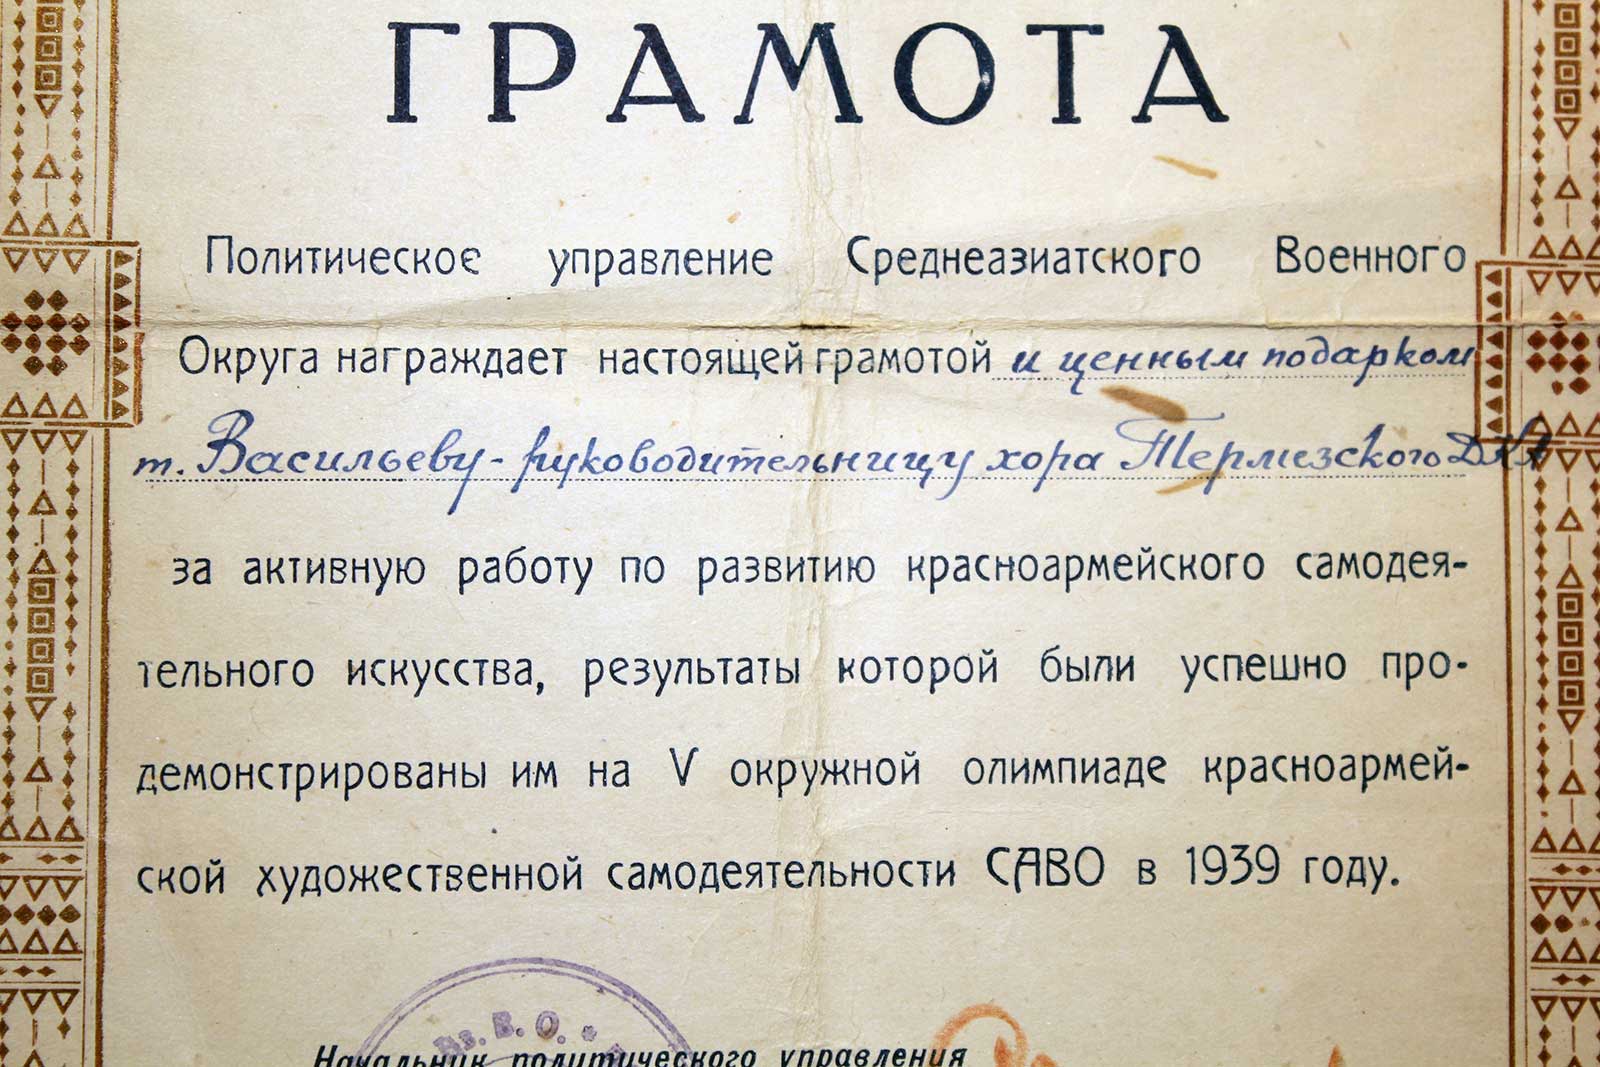 ГРАМОТА
Политическое управление Среднеазиатского Военного
Округа награждает настоящей грамотой и ценным подарком
т. Васильеву - руководительницу хора Термезского ДКА
за активную работу по развитию красноармейского самодея-
тельного искусства, результаты которой были успешно про-
демонстрированы им на V окружной олимпиаде красноармей-
ской художественной самодеятельности САВО в 1939 году.
Аз. В. О. *
Начальник политического управления